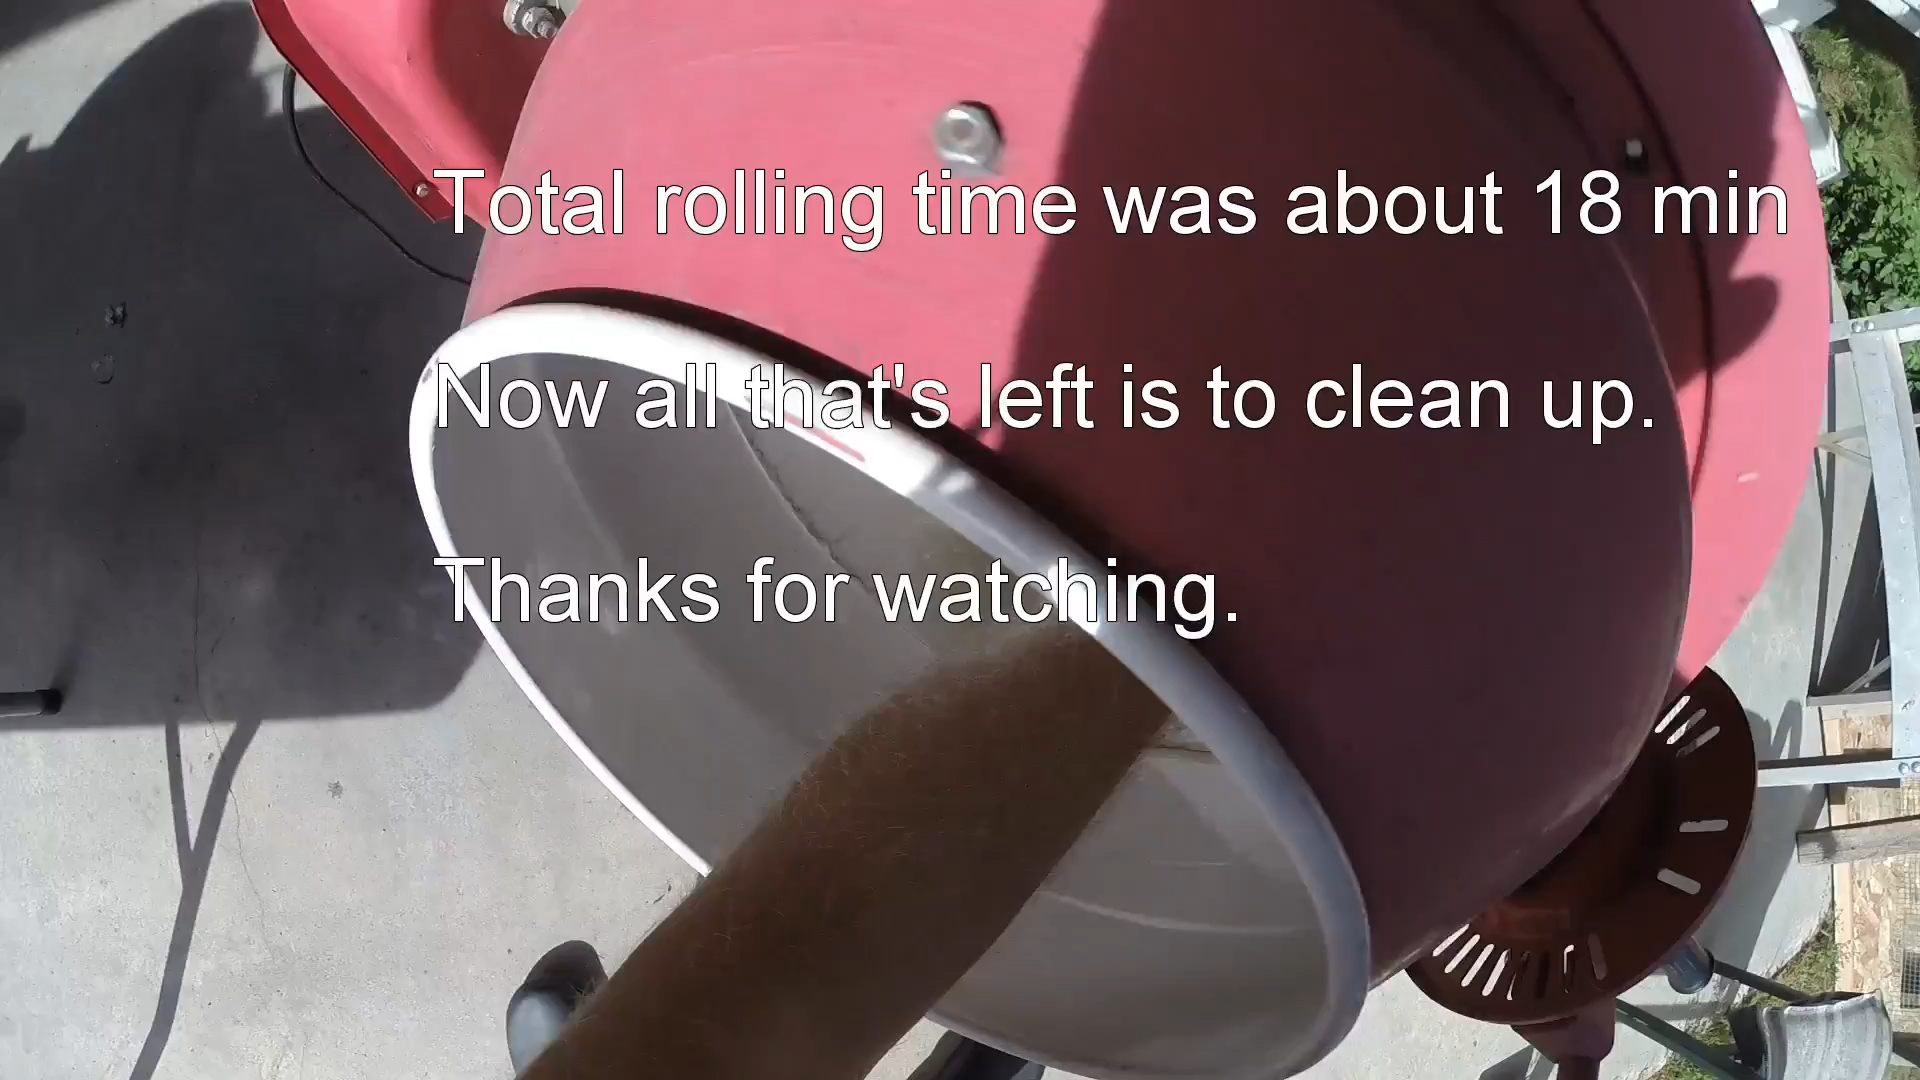 Total rolling time was about 18 min
Now all that's left is to clean up.
Thanks for watching.